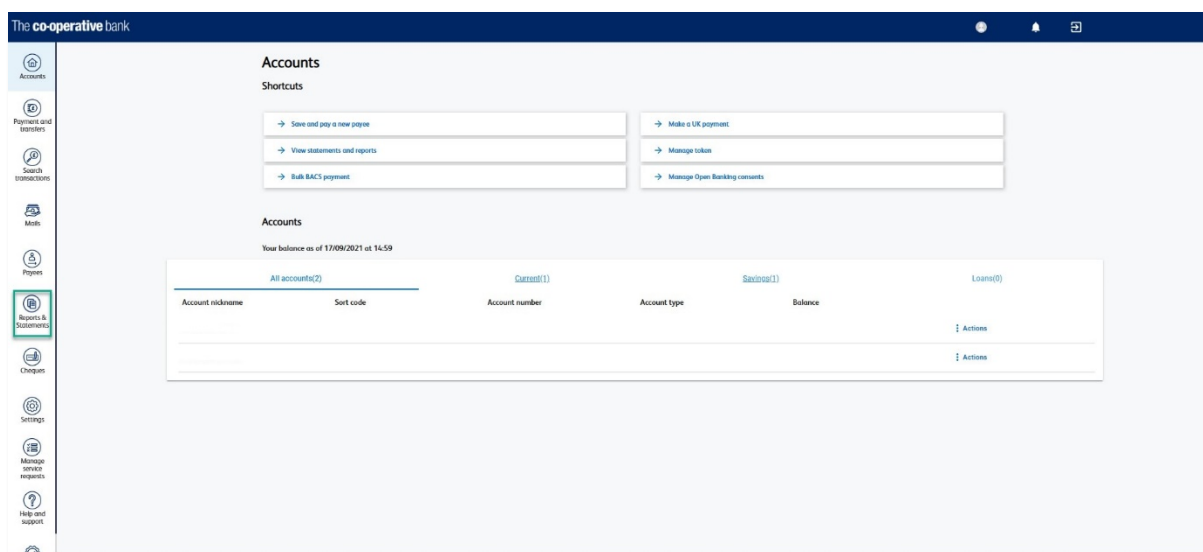 The co-operative bank
Accounts
Payment and
transfers
Search
transactions
Mails
Payees
Reports &
Statements
Cheques
Settings
Manage
service
requests
Help and
support
Accounts
Shortcuts
→ Save and pay a new payee
→ Make a UK payment
→ View statements and reports
→ Manage token
→ Bulk BACS payment
→ Manage Open Banking consents
Accounts
Your balance as of 17/09/2021 at 14:59
All accounts(2) Current(1) Savings(1) Loans(0)
Account nickname Sort code Account number Account type Balance
Actions
Actions